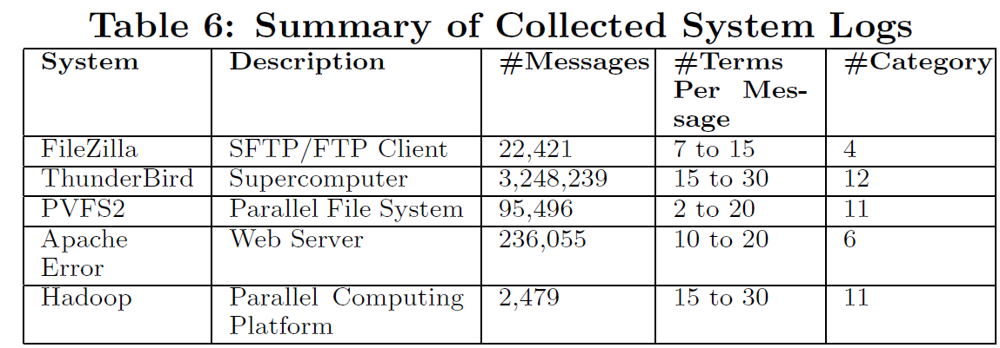 Table 6: Summary of Collected System Logs
System Description #Messages #Terms Per Mes-sage #Category
FileZilla SFTP/FTP Client 22,421 7 to 15 4
ThunderBird Supercomputer 3,248,239 15 to 30 12
PVFS2 Parallel File System 95,496 2 to 20 11
Apache Error Web Server 236,055 10 to 20 6
Hadoop Parallel Computing Platform 2,479 15 to 30 11